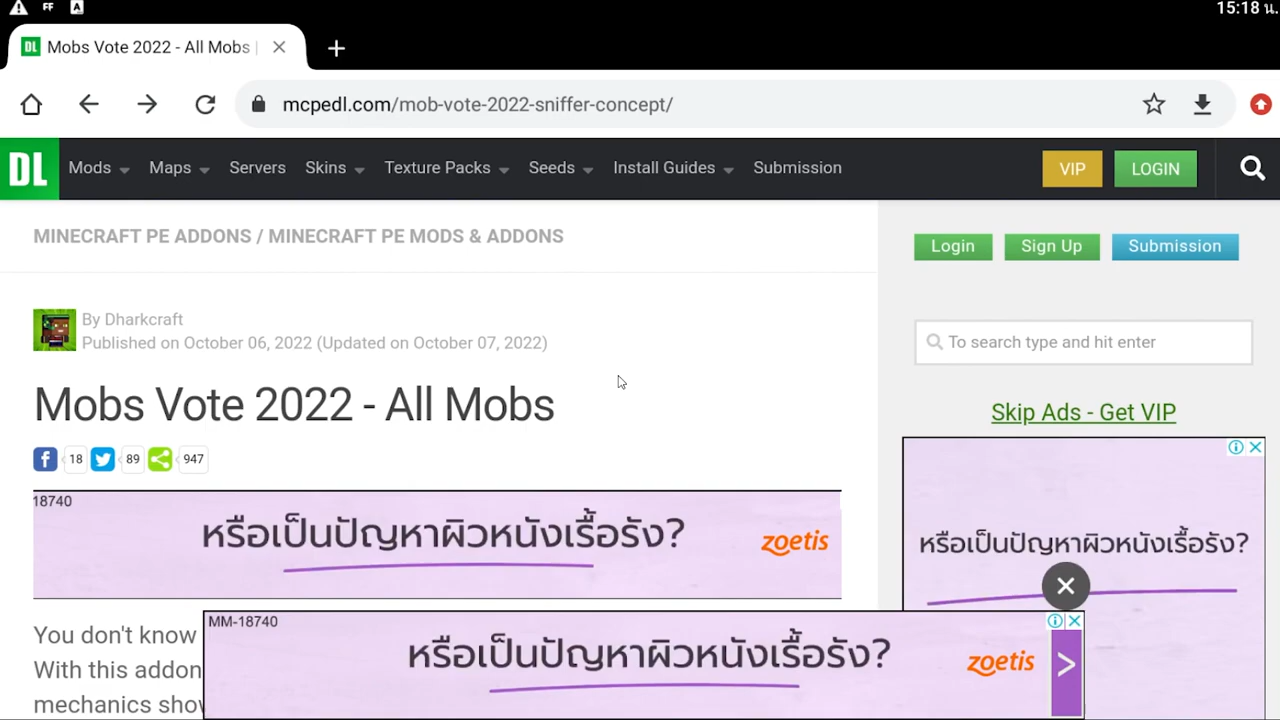 FF A 15:18 น.
DL Mobs Vote 2022 - All Mobs
mcpedl.com/mob-vote-2022-sniffer-concept/
DL Mods Maps Servers Skins Texture Packs Seeds Install Guides Submission VIP LOGIN
MINECRAFT PE ADDONS / MINECRAFT PE MODS & ADDONS
Login Sign Up Submission
By Dharkcraft
Published on October 06, 2022 (Updated on October 07, 2022)
To search type and hit enter
Mobs Vote 2022 - All Mobs
Skip Ads - Get VIP
18 89 947
18740
หรือเป็นปัญหาผิวหนังเรื้อรัง?
zoetis
หรือเป็นปัญหาผิวหนังเรื้อรัง?
You don't know
With this addon
mechanics
MM-18740
หรือเป็นปัญหาผิวหนังเรื้อรัง?
zoetis